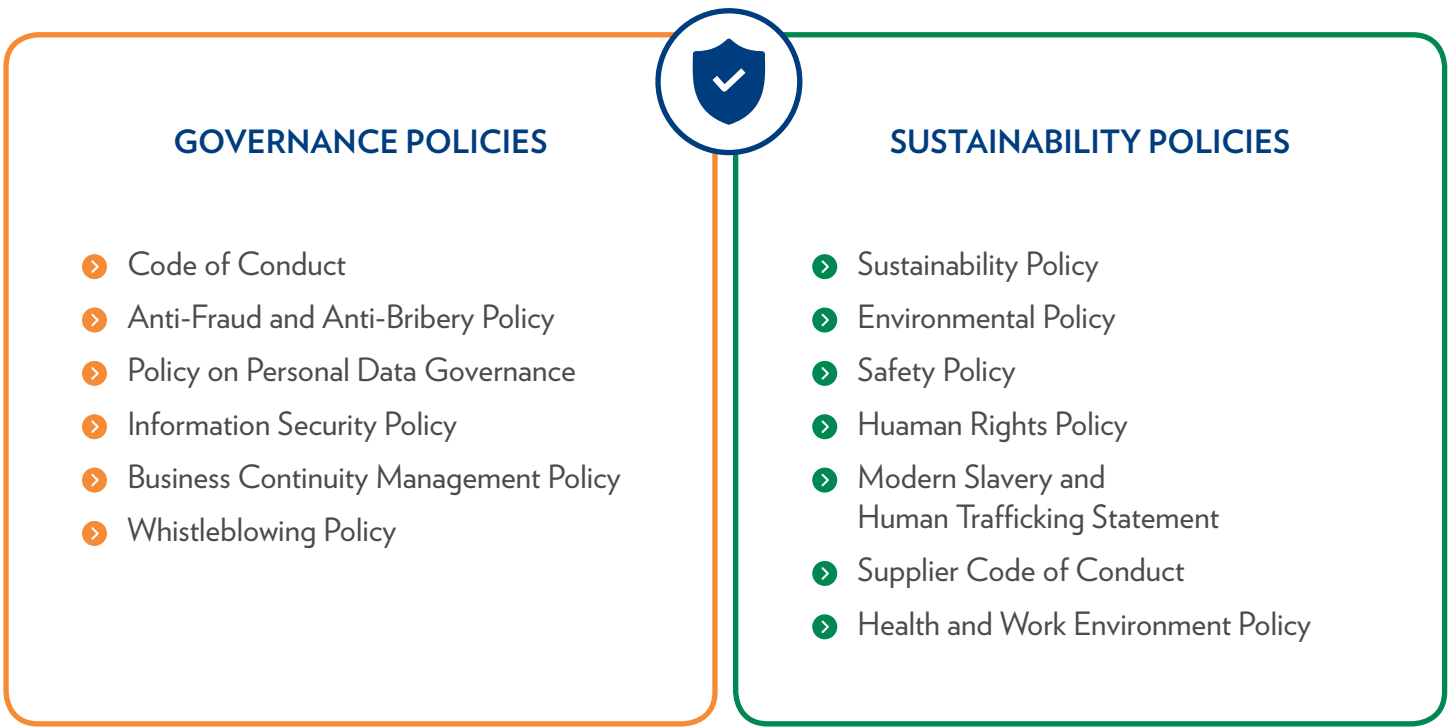 GOVERNANCE POLICIES
Code of Conduct
Anti-Fraud and Anti-Bribery Policy
Policy on Personal Data Governance
Information Security Policy
Business Continuity Management Policy
Whistleblowing Policy
SUSTAINABILITY POLICIES
Sustainability Policy
Environmental Policy
Safety Policy
Huaman Rights Policy
Modern Slavery and
Human Trafficking Statement
Supplier Code of Conduct
Health and Work Environment Policy